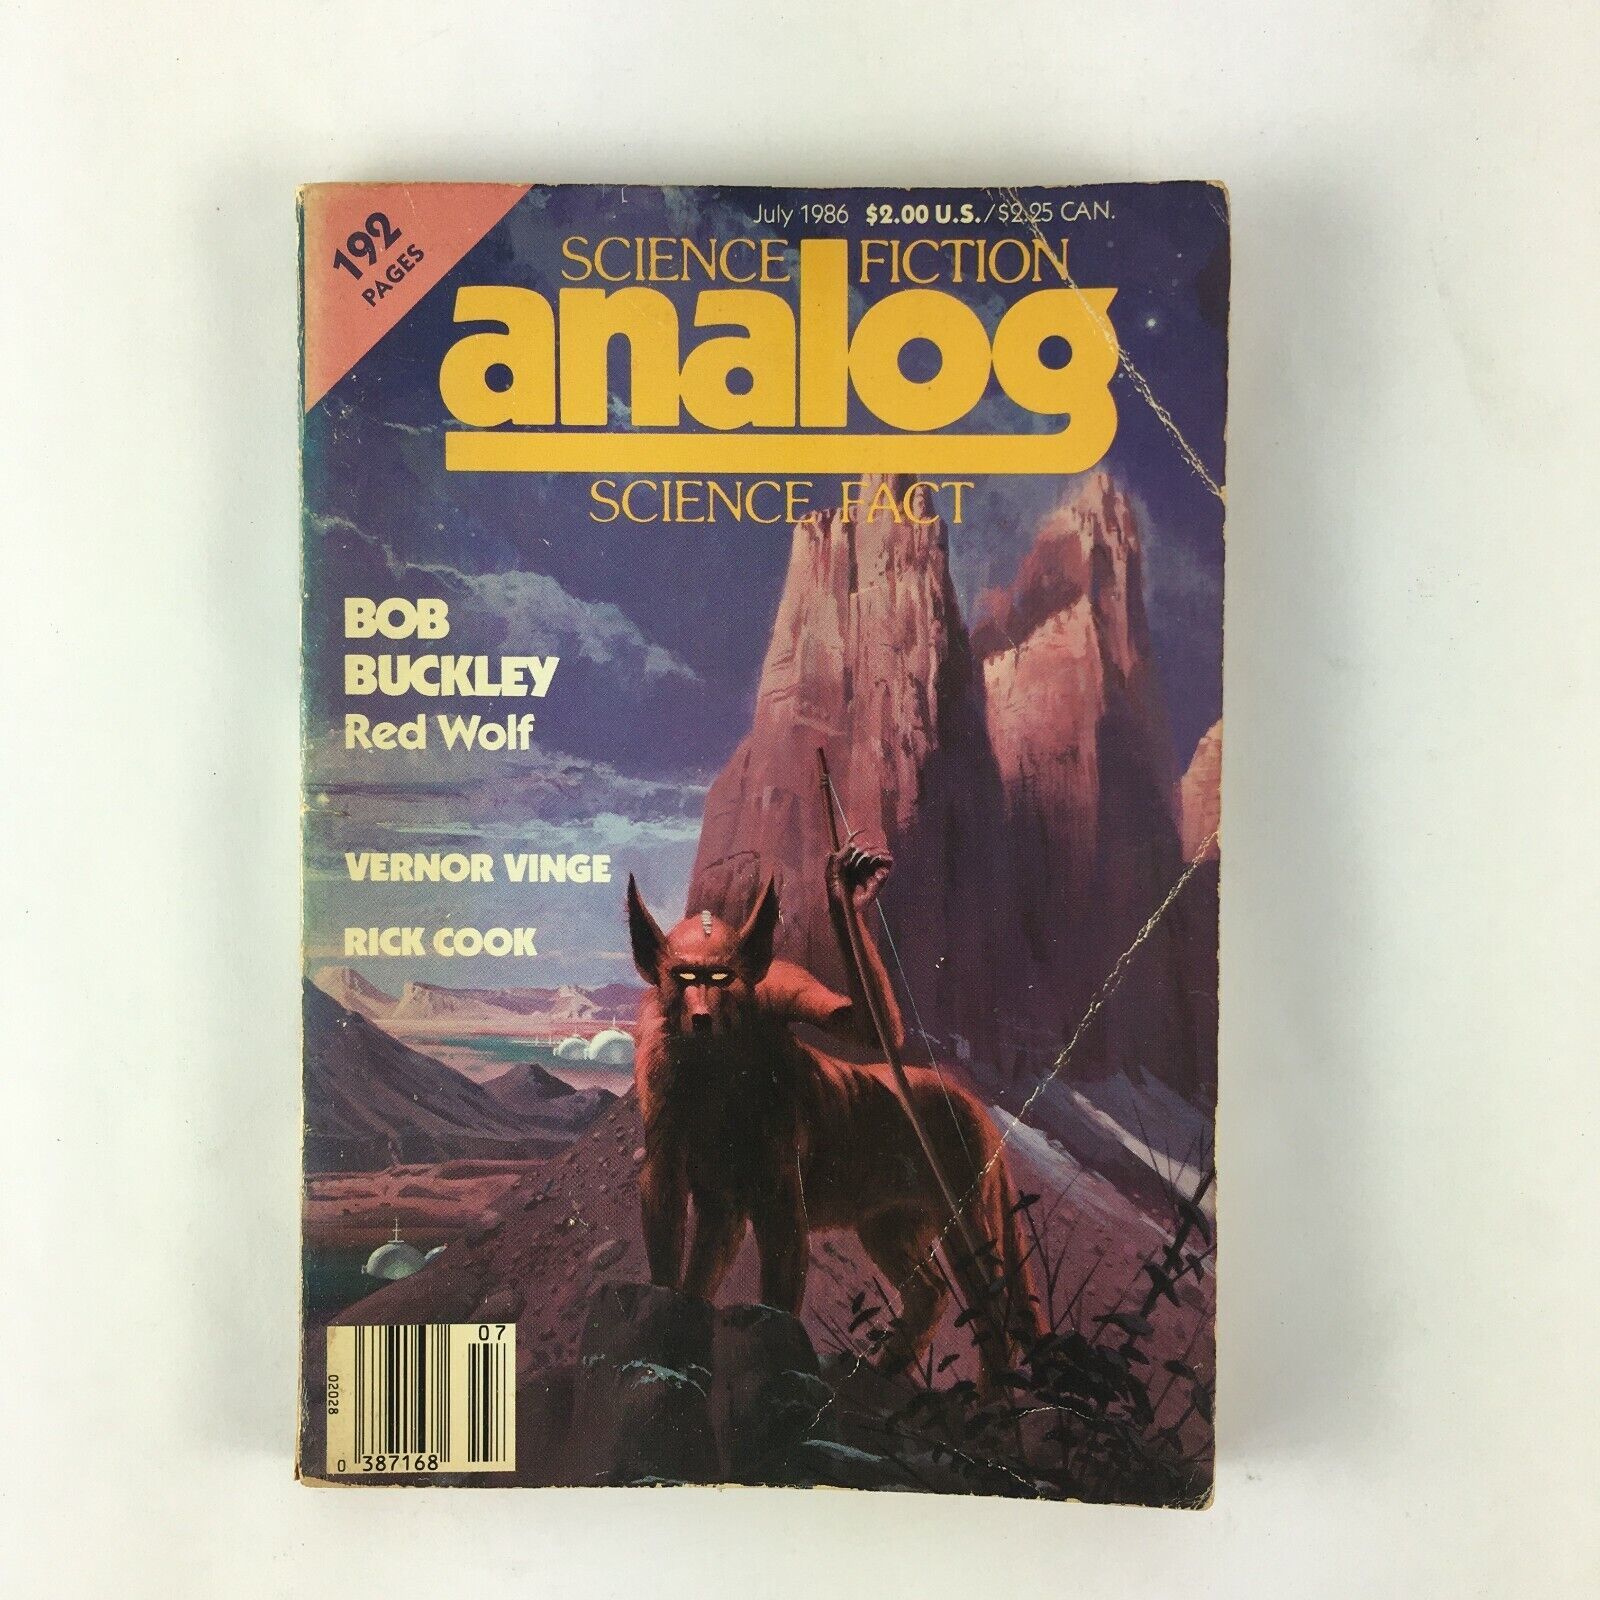 192
PAGES
July 1986 $2.00 U.S./$2.25 CAN.
SCIENCE FICTION
analog
SCIENCE FACT
BOB
BUCKLEY
Red Wolf
VERNOR VINGE
RICK COOK
07
02028
0 387168